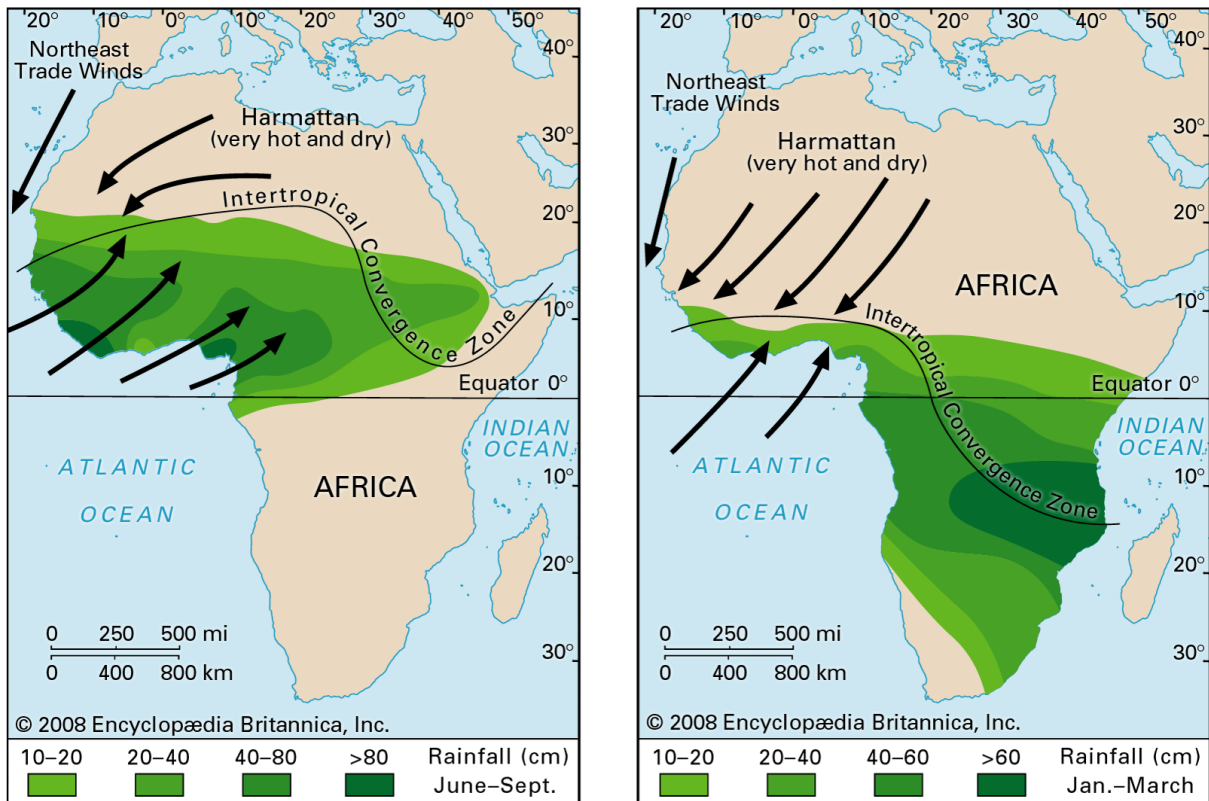 20° 10° 0° 10° 20° 30° 40° 50°
Northeast
Trade Winds
40°
Harmattan
(very hot and dry)
30°
Intertropical Convergence Zone
20°
10°
Equator 0°
INDIAN
OCEAN
ATLANTIC
OCEAN
AFRICA
10°
20°
0 250 500 mi
0 400 800 km
30°
© 2008 Encyclopædia Britannica, Inc.
10–20 20–40 40–80 >80 Rainfall (cm)
June–Sept.
20° 10° 0° 10° 20° 30° 40° 50°
40°
Northeast
Trade Winds
Harmattan
(very hot and dry)
30°
20°
AFRICA
10°
Intertropical Convergence Zone
Equator 0°
INDIAN
OCEAN
ATLANTIC
OCEAN
10°
20°
0 250 500 mi
0 400 800 km
30°
© 2008 Encyclopædia Britannica, Inc.
10–20 20–40 40–60 >60 Rainfall (cm)
Jan.–March